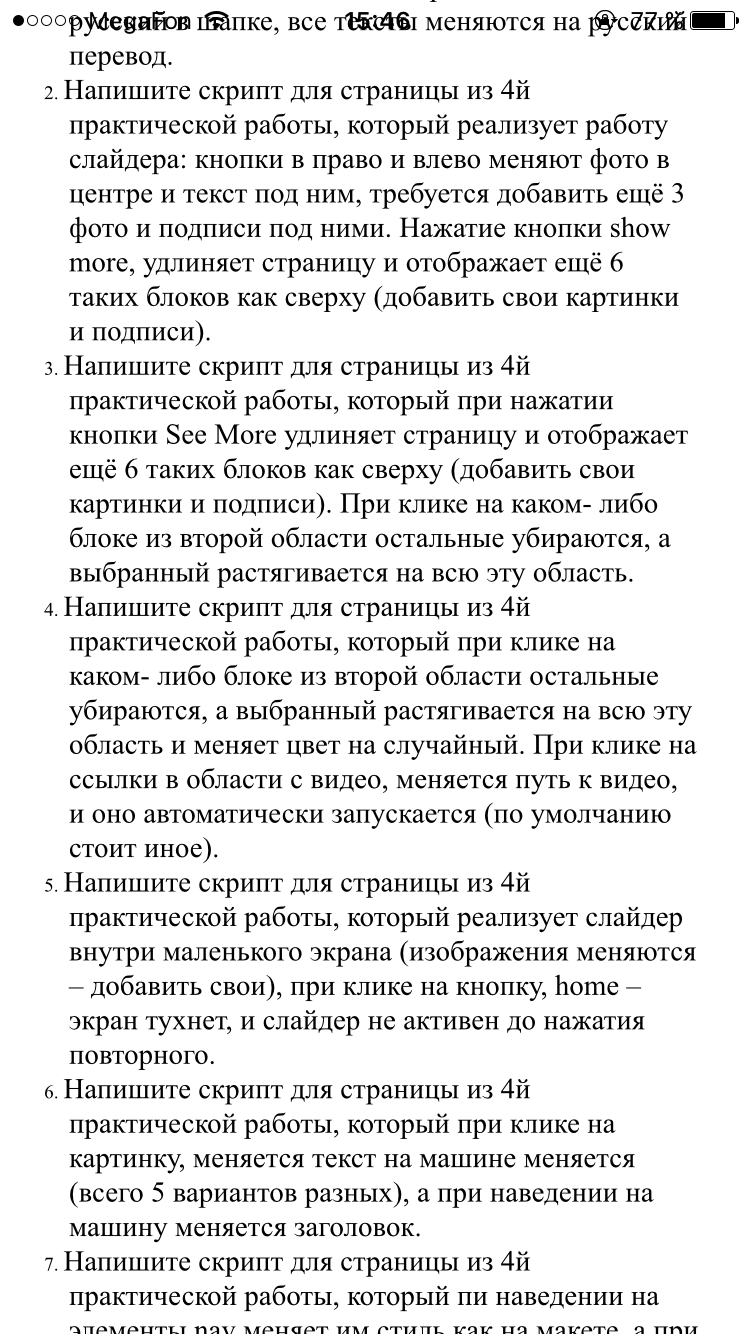 MegaFon 15:46 77 %
русский в шапке, все тексты меняются на русский
перевод.
2. Напишите скрипт для страницы из 4й
практической работы, который реализует работу
слайдера: кнопки в право и влево меняют фото в
центре и текст под ним, требуется добавить ещё 3
фото и подписи под ними. Нажатие кнопки show
more, удлиняет страницу и отображает ещё 6
таких блоков как сверху (добавить свои картинки
и подписи).
3. Напишите скрипт для страницы из 4й
практической работы, который при нажатии
кнопки See More удлиняет страницу и отображает
ещё 6 таких блоков как сверху (добавить свои
картинки и подписи). При клике на каком- либо
блоке из второй области остальные убираются, а
выбранный растягивается на всю эту область.
4. Напишите скрипт для страницы из 4й
практической работы, который при клике на
каком- либо блоке из второй области остальные
убираются, а выбранный растягивается на всю эту
область и меняет цвет на случайный. При клике на
ссылки в области с видео, меняется путь к видео,
и оно автоматически запускается (по умолчанию
стоит иное).
5. Напишите скрипт для страницы из 4й
практической работы, который реализует слайдер
внутри маленького экрана (изображения меняются
– добавить свои), при клике на кнопку, home –
экран тухнет, и слайдер не активен до нажатия
повторного.
6. Напишите скрипт для страницы из 4й
практической работы, который при клике на
картинку, меняется текст на машине меняется
(всего 5 вариантов разных), а при наведении на
машину меняется заголовок.
7. Напишите скрипт для страницы из 4й
практической работы, который пи наведении на
элементы nav меняет им стиль как на макете, а при